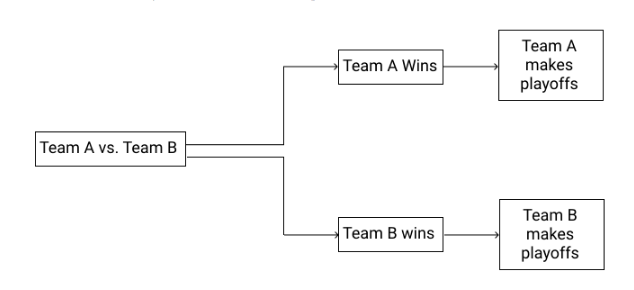 Team A
makes
playoffs
Team A Wins
Team A vs. Team B
Team B
makes
playoffs
Team B wins